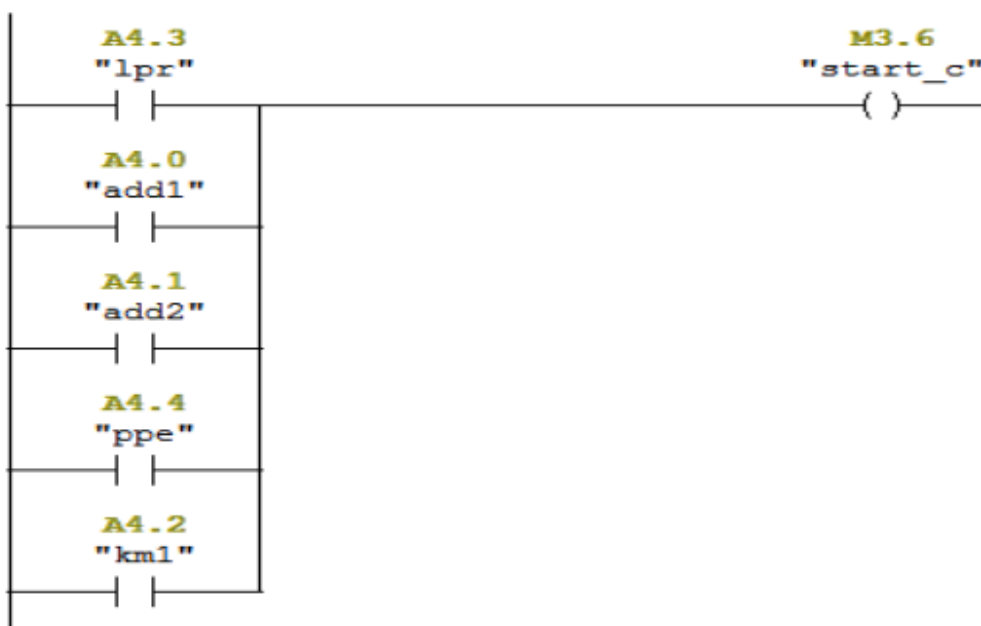 A4.3
"lpr"
M3.6
"start_c"
A4.0
"add1"
A4.1
"add2"
A4.4
"ppe"
A4.2
"km1"